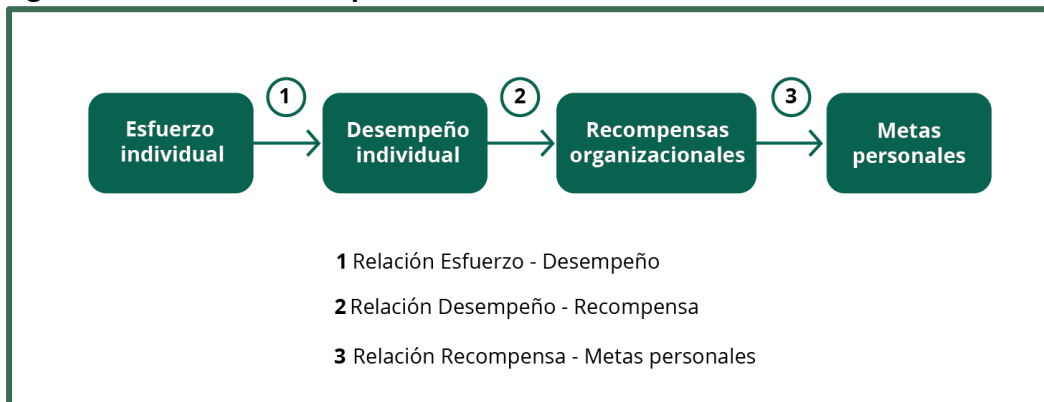 1
2
3
Esfuerzo
individual
Desempeño
individual
Recompensas
organizacionales
Metas
personales
1 Relación Esfuerzo - Desempeño
2 Relación Desempeño - Recompensa
3 Relación Recompensa - Metas personales